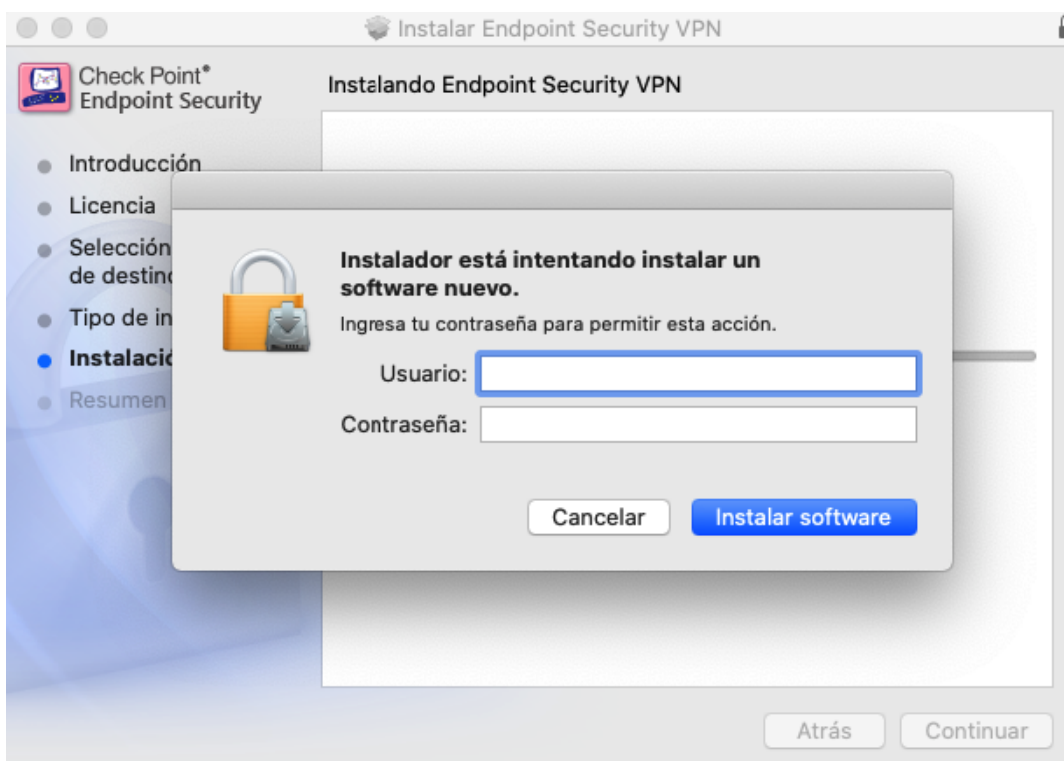 Instalar Endpoint Security VPN
Check Point®
Endpoint Security
Instalando Endpoint Security VPN
Introducción
Licencia
Selección
de destino
Tipo de in
Instalació
Resumen
Instalador está intentando instalar un
software nuevo.
Ingresa tu contraseña para permitir esta acción.
Usuario:
Contraseña:
Cancelar
Instalar software
Atrás
Continuar